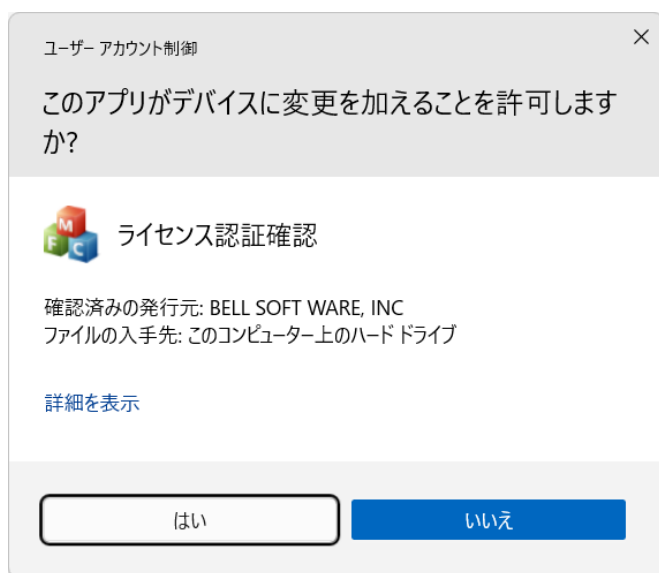 ユーザー アカウント制御
このアプリがデバイスに変更を加えることを許可します
か?
M
F C
ライセンス認証確認
確認済みの発行元: BELL SOFT WARE, INC
ファイルの入手先: このコンピューター上のハード ドライブ
詳細を表示
はい
いいえ